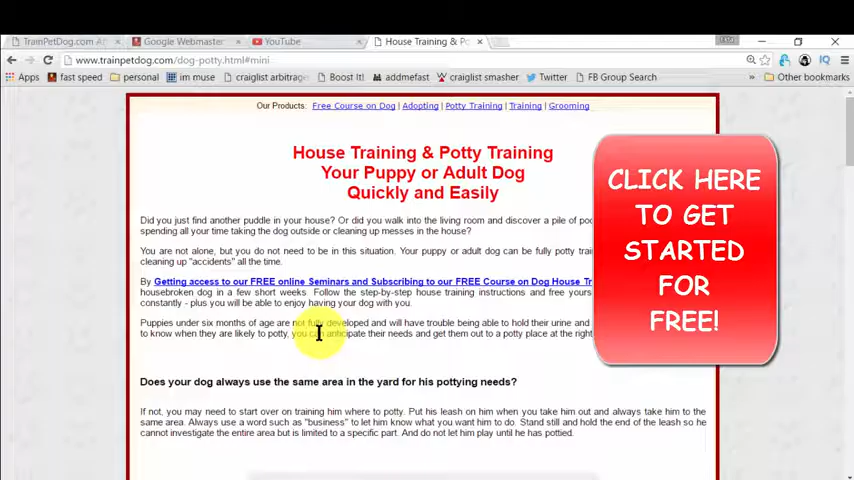 TrainPetDog.com
Google Webmaster
YouTube
House Training & Po
www.trainpetdog.com/dog-potty.html#mini
Apps fast speed personal im muse craiglist arbitrage Boost It! addmefast craiglist smasher Twitter FB Group Search Other bookmarks
Our Products: Free Course on Dog | Adopting | Potty Training | Training | Grooming
House Training & Potty Training
Your Puppy or Adult Dog
Quickly and Easily
Did you just find another puddle in your house? Or did you walk into the living room and discover a pile of
spending all your time taking the dog outside or cleaning up messes in the house?
You are not alone, but you do not need to be in this situation. Your puppy or adult dog can be fully potty
cleaning up "accidents" all the time.
By Getting access to our FREE online Seminars and Subscribing to our FREE Course on Dog House
housebroken dog in a few short weeks. Follow the step-by-step house training instructions and free
constantly - plus you will be able to enjoy having your dog with you.
Puppies under six months of age are not fully developed and will have trouble being able to hold their urine and
to know when they are likely to potty, you can anticipate their needs and get them out to a potty place at the right
CLICK HERE
TO GET
STARTED
FOR
FREE!
Does your dog always use the same area in the yard for his pottying needs?
If not, you may need to start over on training him where to potty. Put his leash on him when you take him out and always take him to the
same area. Always use a word such as "business" to let him know what you want him to do. Stand still and hold the end of the leash so he
cannot investigate the entire area but is limited to a specific part. And do not let him play until he has pottied.